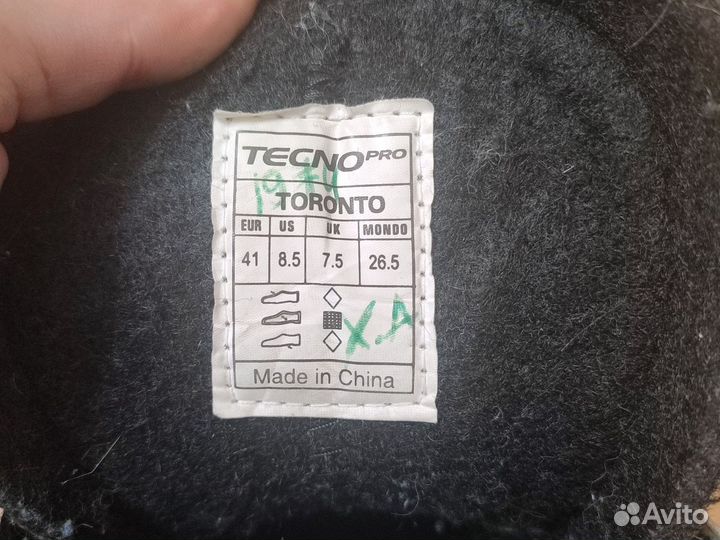 TECNOPRO
TORONTO
EUR US UK MONDO
41 8.5 7.5 26.5
X.A
Made in China
Avito